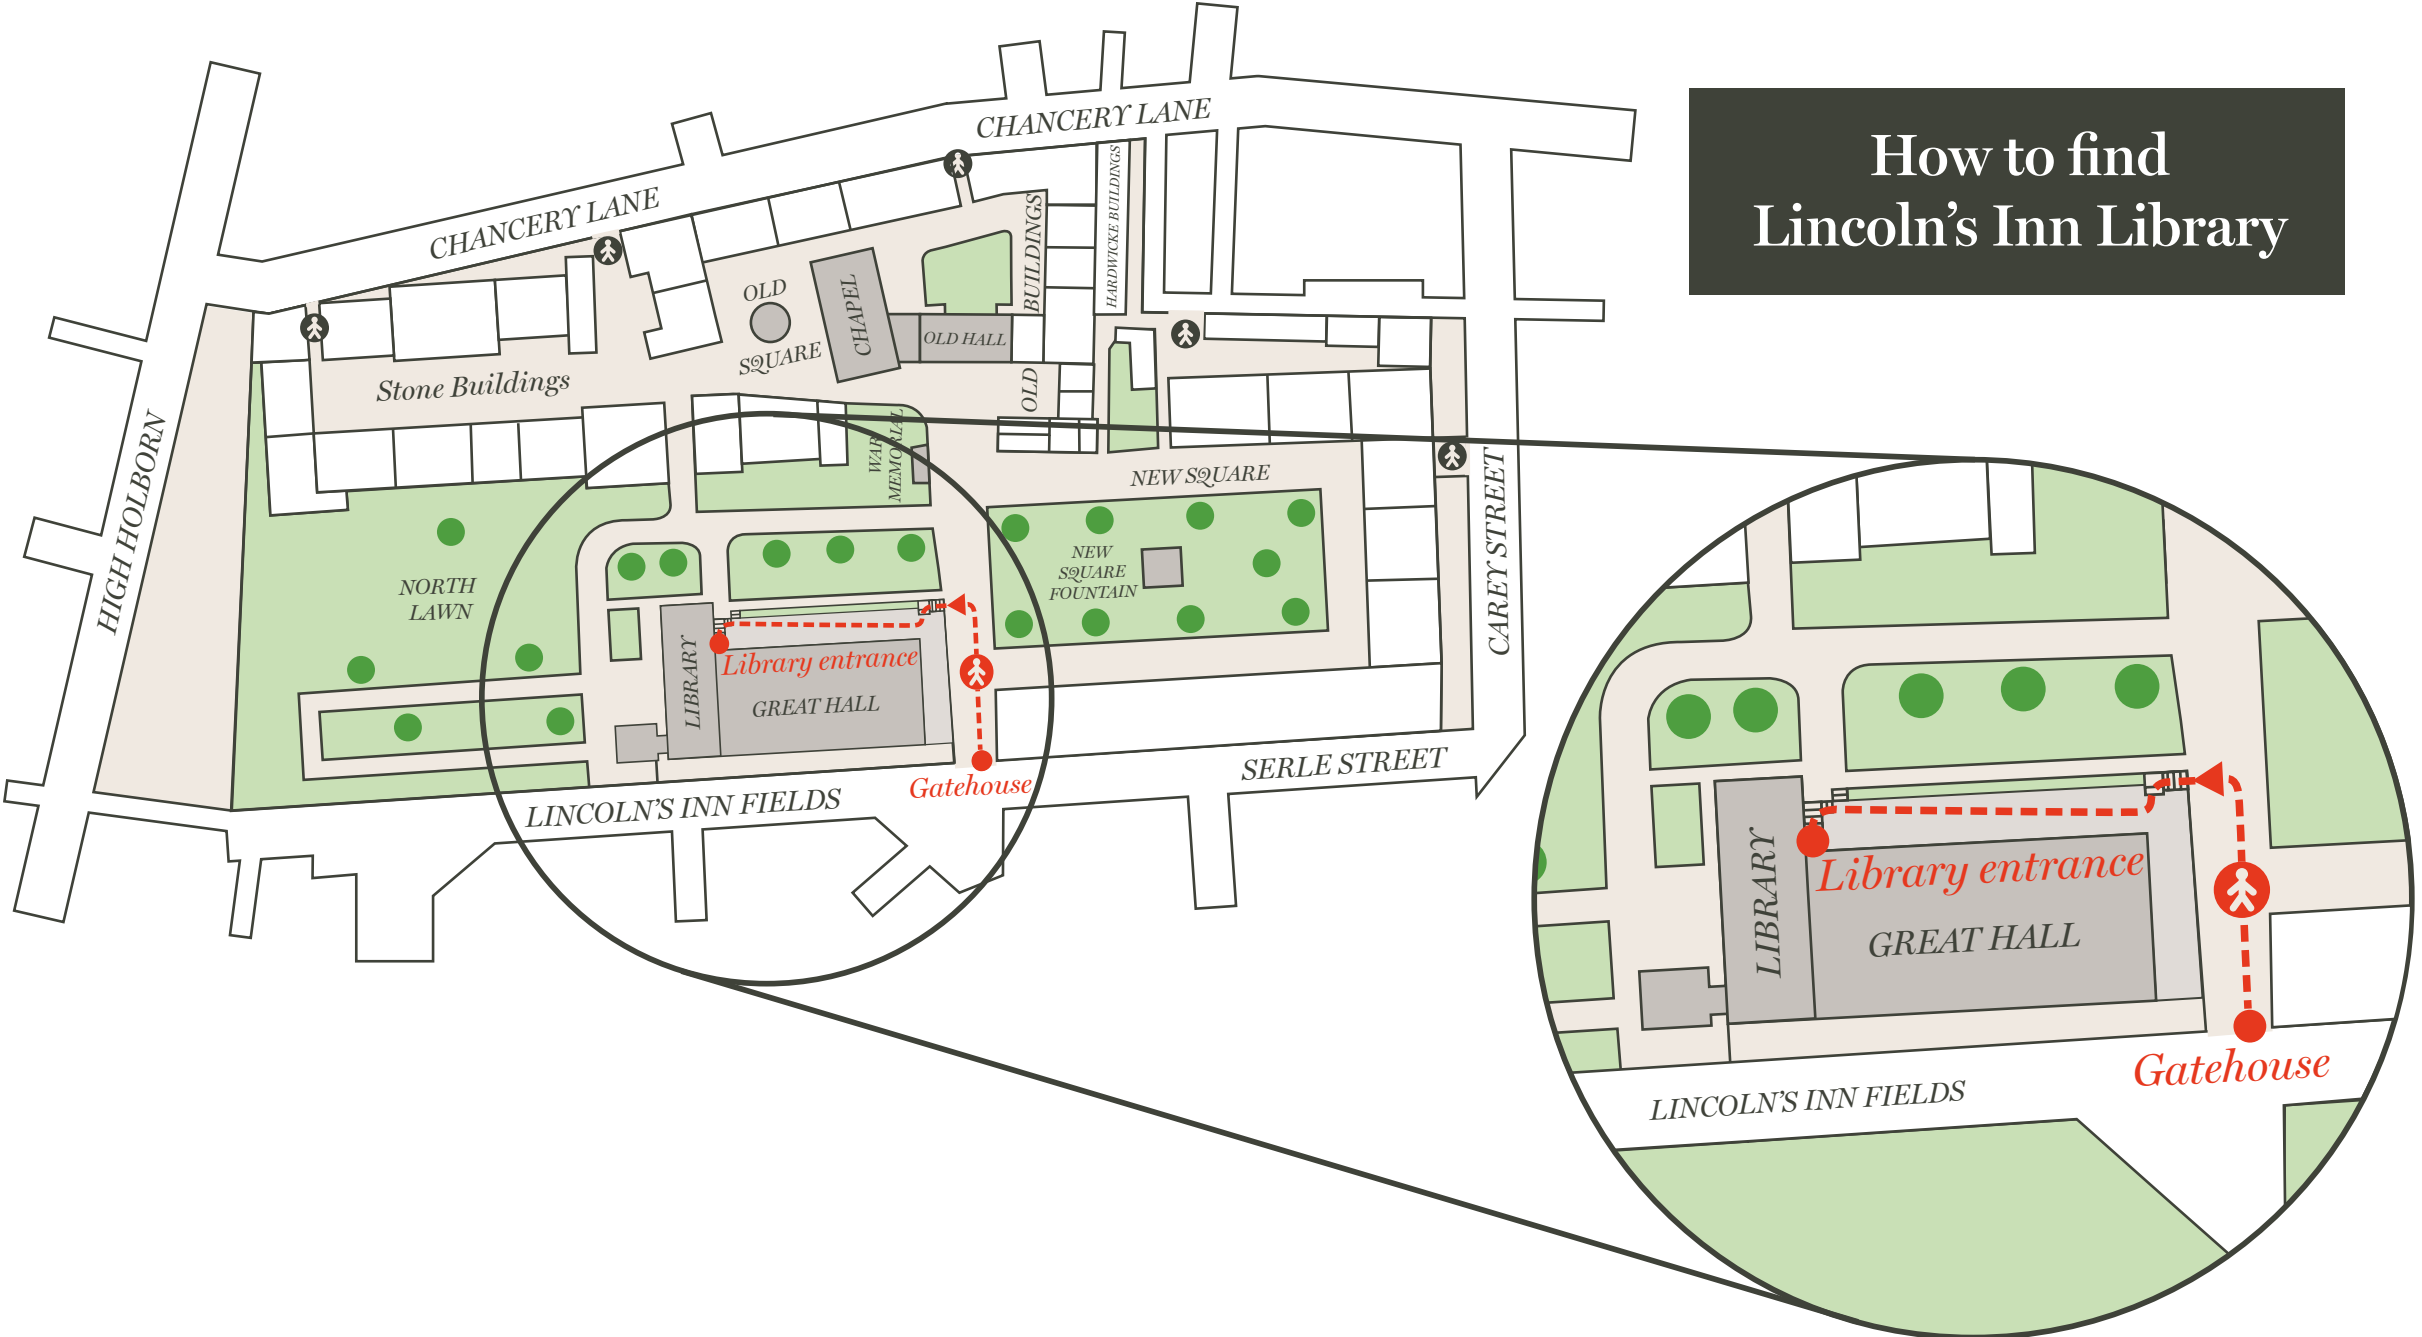 How to find
Lincoln's Inn Library
CHANCERY LANE
CHANCERY LANE
HIGH HOLBORN
Stone Buildings
OLD
SQUARE
CHAPEL
OLD HALL
OLD
BUILDINGS
HARDWICKE BUILDINGS
WAR
MEMORIAL
NEW SQUARE
NEW
SQUARE
FOUNTAIN
CAREY STREET
NORTH
LAWN
LIBRARY
Library entrance
GREAT HALL
Gatehouse
LINCOLN'S INN FIELDS
SERLE STREET
LIBRARY
Library entrance
GREAT HALL
Gatehouse
LINCOLN'S INN FIELDS